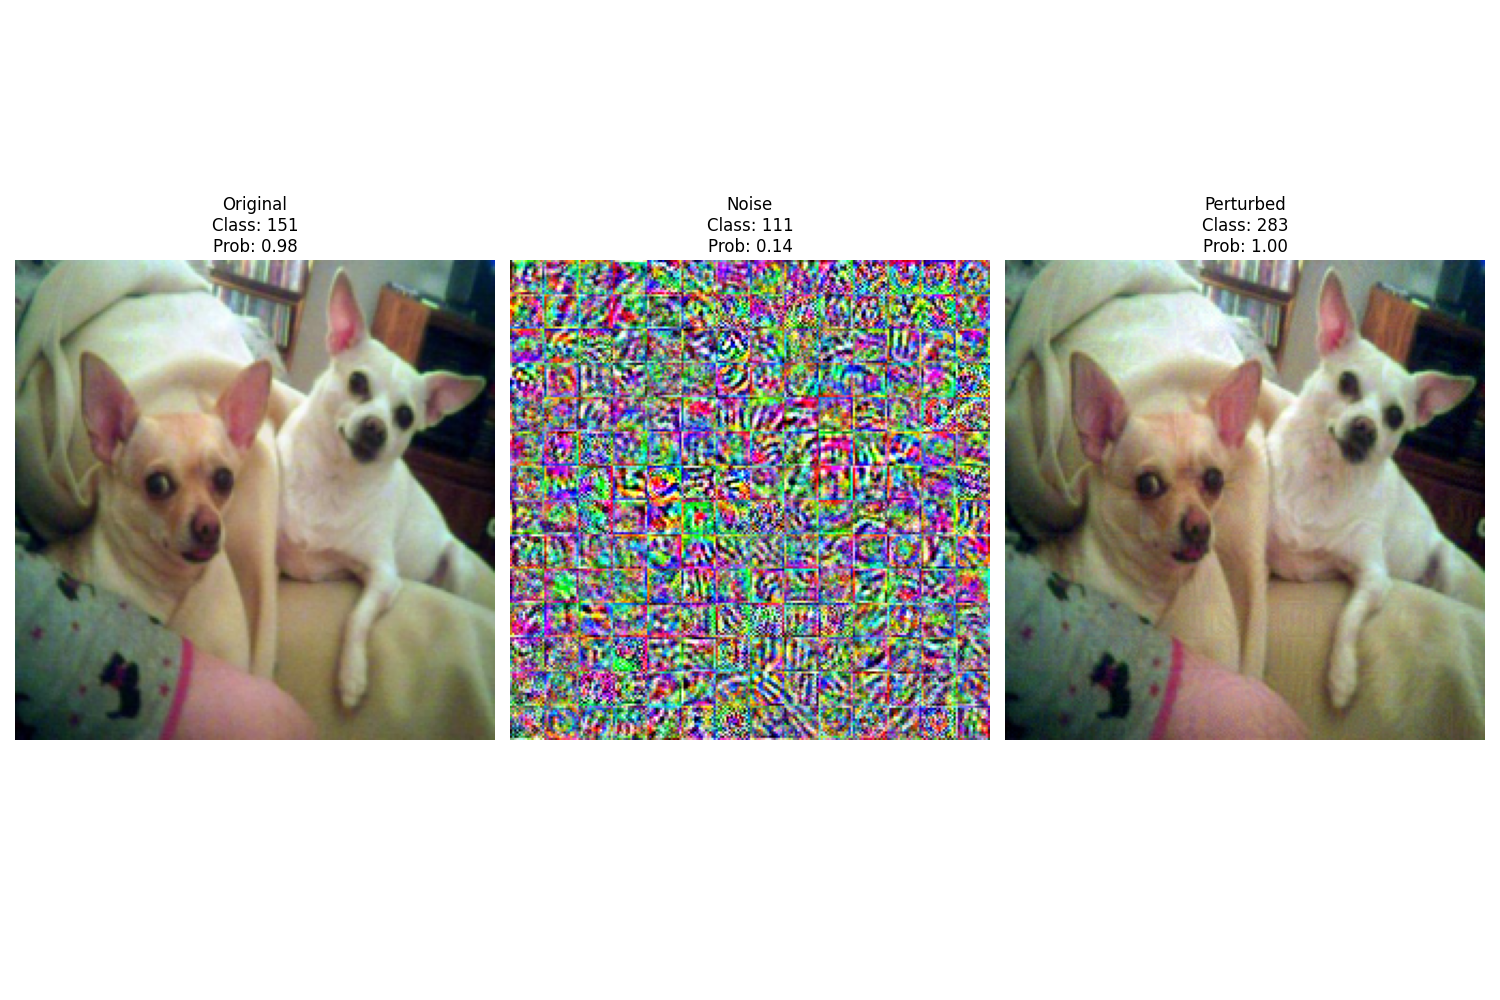 Original
Class: 151
Prob: 0.98
Noise
Class: 111
Prob: 0.14
Perturbed
Class: 283
Prob: 1.00